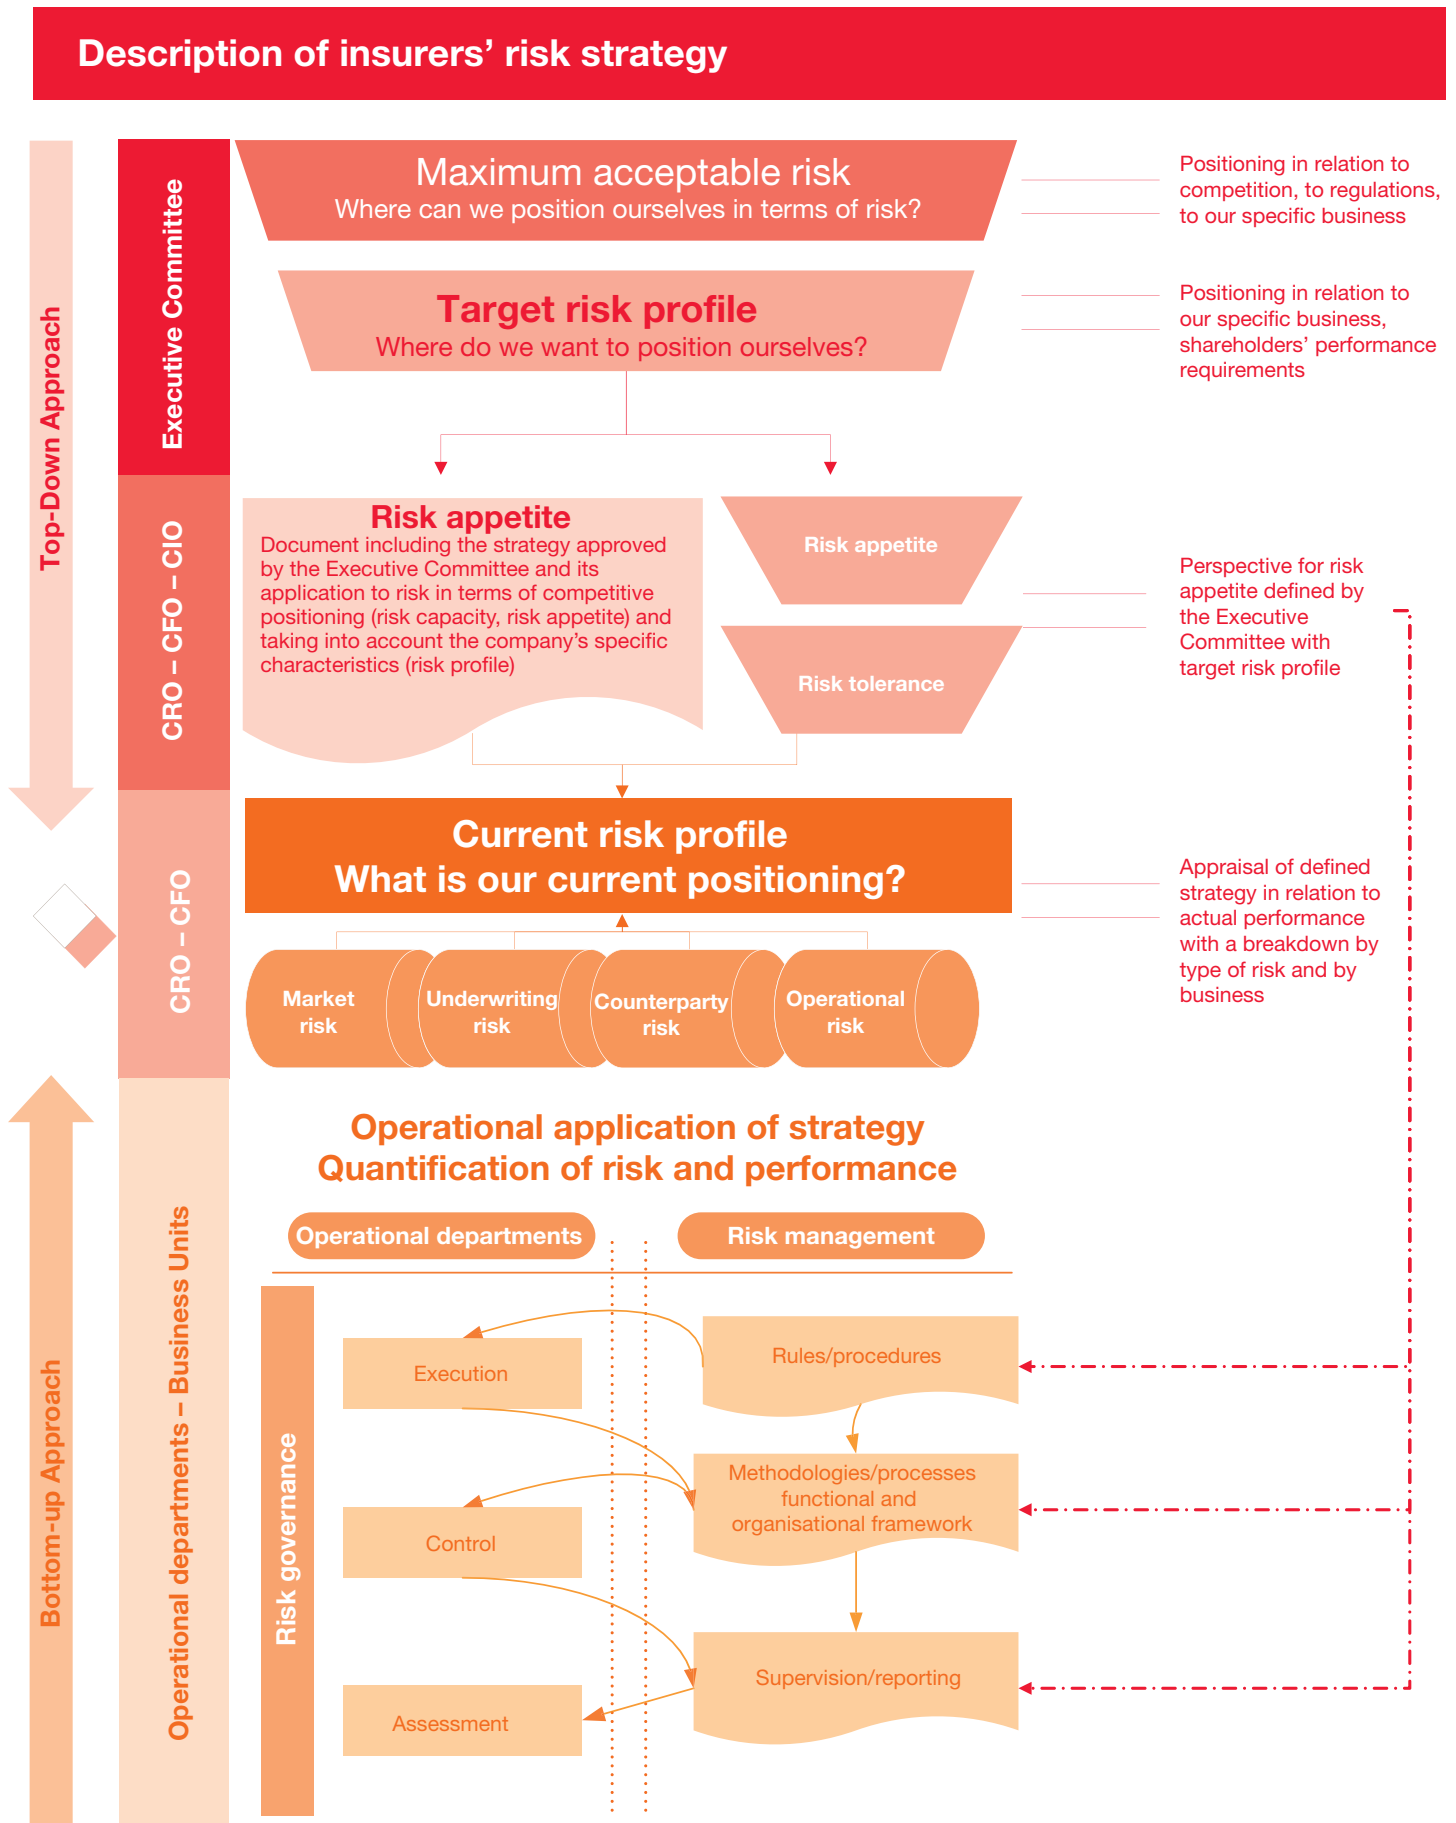 Description of insurers’ risk strategy
Top-Down Approach
Executive Committee
Maximum acceptable risk
Where can we position ourselves in terms of risk?
Positioning in relation to
competition, to regulations,
to our specific business
Target risk profile
Where do we want to position ourselves?
Positioning in relation to
our specific business,
shareholders’ performance
requirements
CRO – CFO – CIO
Risk appetite
Document including the strategy approved
by the Executive Committee and its
application to risk in terms of competitive
positioning (risk capacity, risk appetite) and
taking into account the company’s specific
characteristics (risk profile)
Risk appetite
Risk tolerance
Perspective for risk
appetite defined by
the Executive
Committee with
target risk profile
CRO – CFO
Current risk profile
What is our current positioning?
Appraisal of defined
strategy in relation to
actual performance
with a breakdown by
type of risk and by
business
Market
risk
Underwriting
risk
Counterparty
risk
Operational
risk
Bottom-up Approach
Operational departments – Business Units
Operational application of strategy
Quantification of risk and performance
Operational departments
Risk management
Risk governance
Execution
Rules/procedures
Methodologies/processes
functional and
organisational framework
Control
Supervision/reporting
Assessment